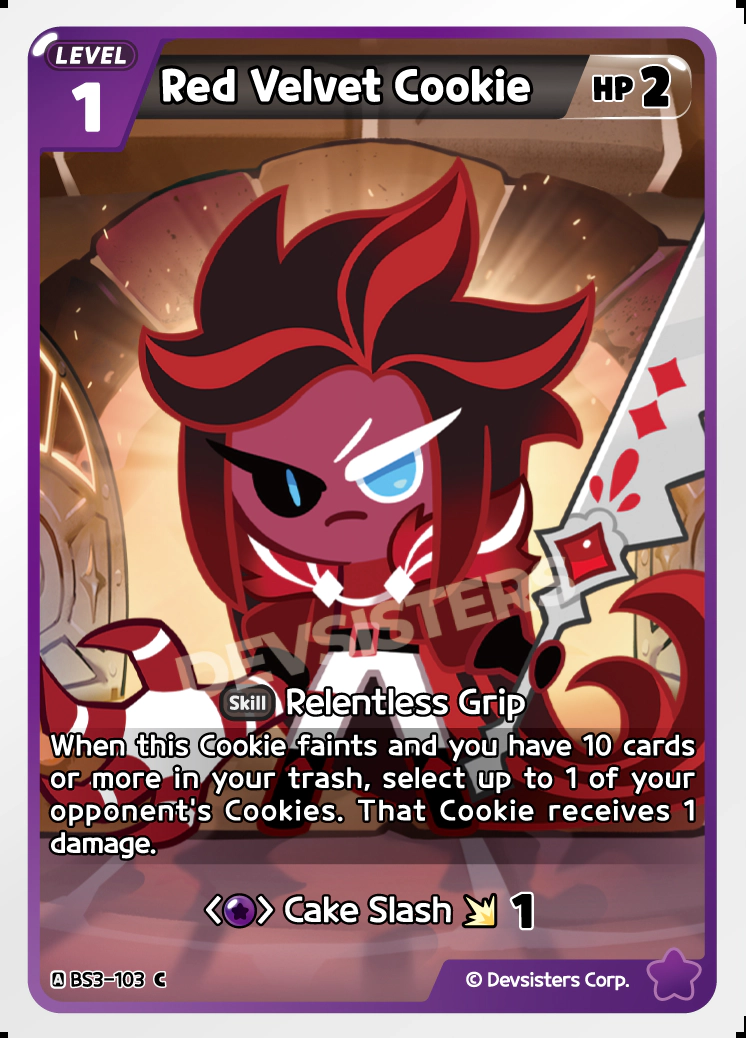 LEVEL
1
Red Velvet Cookie
HP 2
DEVSISTERS
Skill Relentless Grip
When this Cookie faints and you have 10 cards
or more in your trash, select up to 1 of your
opponent's Cookies. That Cookie receives 1
damage.
< > Cake Slash 1
A BS3-103 C
© Devsisters Corp.